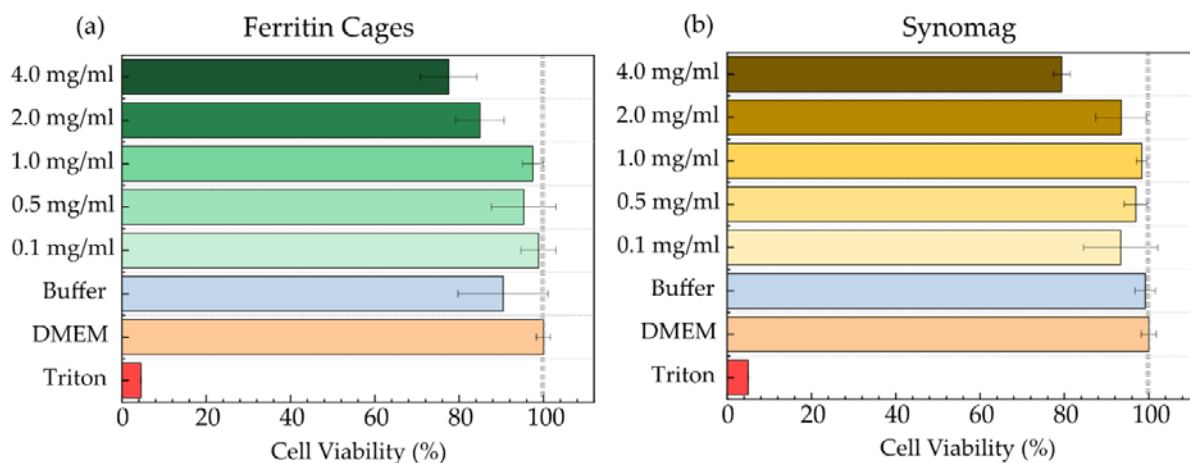 (a) Ferritin Cages
4.0 mg/ml
2.0 mg/ml
1.0 mg/ml
0.5 mg/ml
0.1 mg/ml
Buffer
DMEM
Triton
0 20 40 60 80 100
Cell Viability (%)
(b) Synomag
4.0 mg/ml
2.0 mg/ml
1.0 mg/ml
0.5 mg/ml
0.1 mg/ml
Buffer
DMEM
Triton
0 20 40 60 80 100
Cell Viability (%)